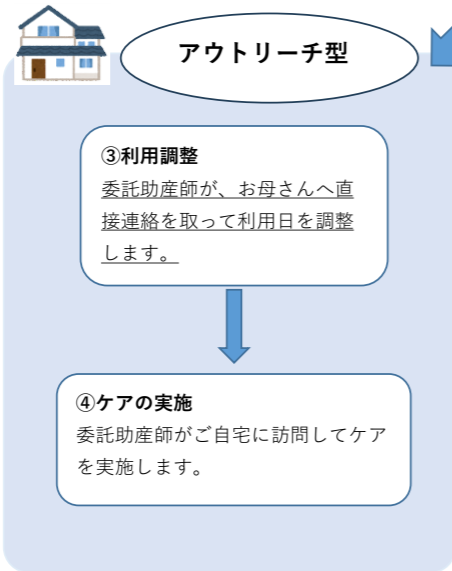 アウトリーチ型
③利用調整
委託助産師が、お母さんへ直
接連絡を取って利用日を調整
します。
④ケアの実施
委託助産師がご自宅に訪問してケア
を実施します。